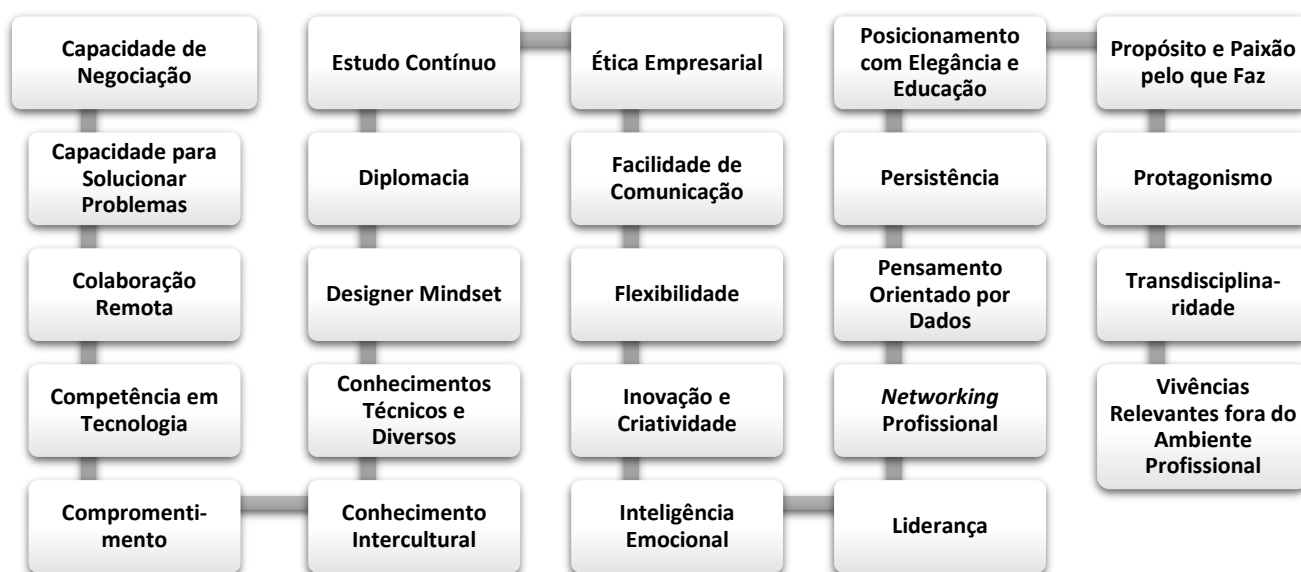 Capacidade de
Negociação
Capacidade para
Solucionar
Problemas
Colaboração
Remota
Competência em
Tecnologia
Compromenti-
mento
Conhecimento
Intercultural
Conhecimentos
Técnicos e
Diversos
Designer Mindset
Diplomacia
Estudo Contínuo
Ética Empresarial
Facilidade de
Comunicação
Flexibilidade
Inovação e
Criatividade
Inteligência
Emocional
Liderança
Networking
Profissional
Pensamento
Orientado por
Dados
Persistência
Posicionamento
com Elegância e
Educação
Propósito e Paixão
pelo que Faz
Protagonismo
Transdisciplina-
ridade
Vivências
Relevantes fora do
Ambiente
Profissional